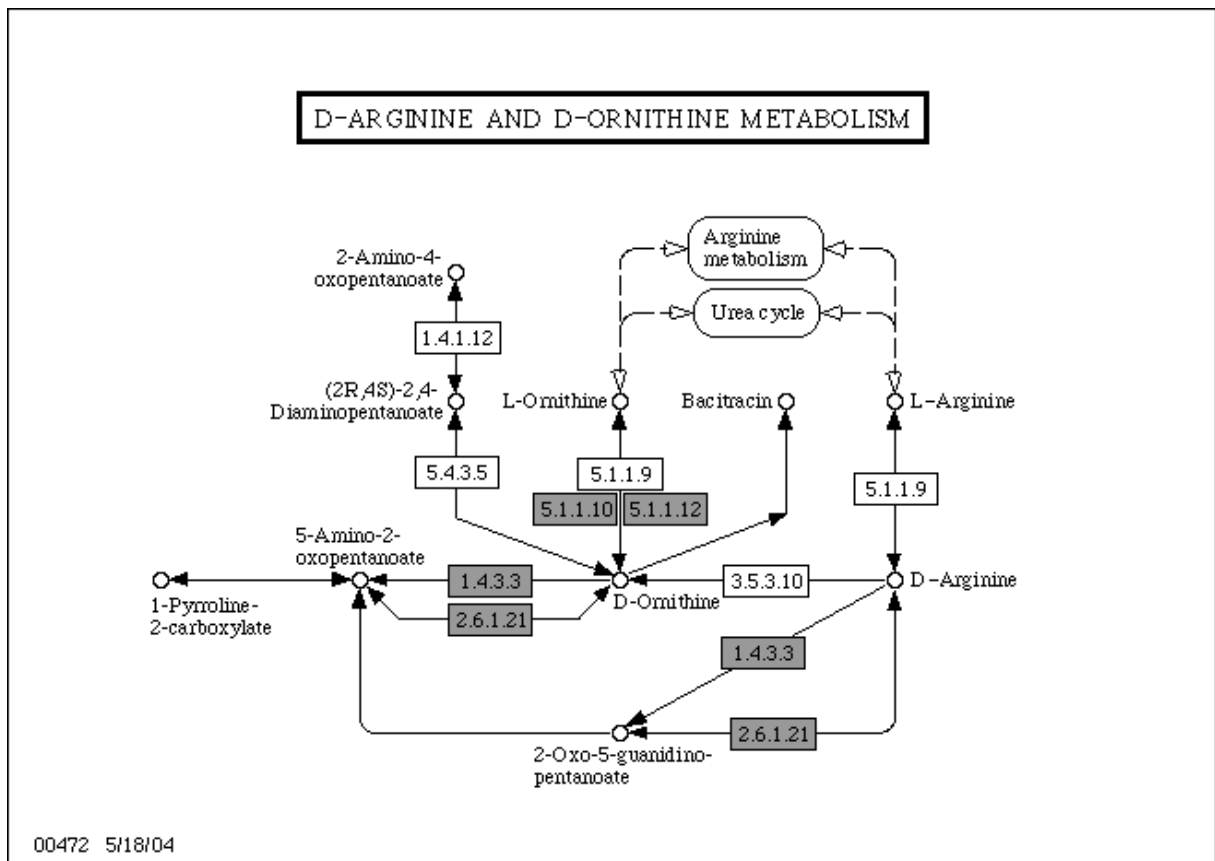 D-ARGININE AND D-ORNITHINE METABOLISM
2-Amino-4-
oxopentanoate
Arginine
metabolism
Urea cycle
1.4.1.12
(2R,4S)-2,4-
Diaminopentanoate
L-Ornithine
Bacitracin
L-Arginine
5.4.3.5
5.1.1.9
5.1.1.10
5.1.1.12
5.1.1.9
5-Amino-2-
oxopentanoate
1-Pyrroline-
2-carboxylate
1.4.3.3
2.6.1.21
D-Ornithine
3.5.3.10
D-Arginine
1.4.3.3
2.6.1.21
2-Oxo-5-guanidino-
pentanoate
00472 5/18/04